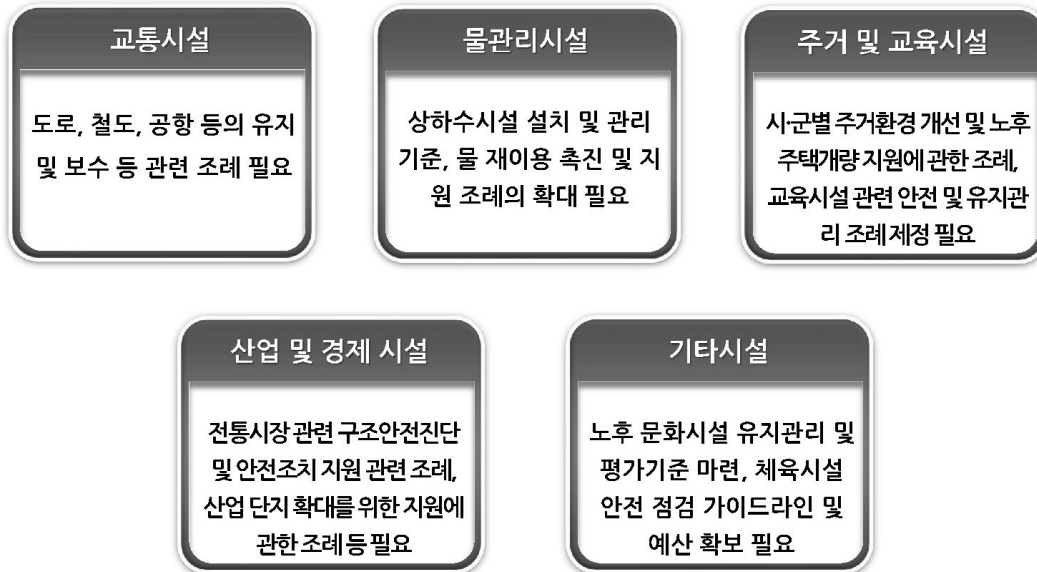 교통시설
도로, 철도, 공항 등의 유지
및 보수 등 관련 조례 필요
물관리시설
상하수시설 설치 및 관리
기준, 물 재이용 촉진 및 지
원 조례의 확대 필요
주거 및 교육시설
시·군별 주거환경 개선 및 노후
주택개량 지원에 관한 조례,
교육시설 관련 안전 및 유지관
리 조례 제정 필요
산업 및 경제 시설
전통시장 관련 구조안전진단
및 안전조치 지원 관련 조례,
산업 단지 확대를 위한 지원에
관한 조례 등 필요
기타시설
노후 문화시설 유지관리 및
평가기준 마련, 체육시설
안전 점검 가이드라인 및
예산 확보 필요